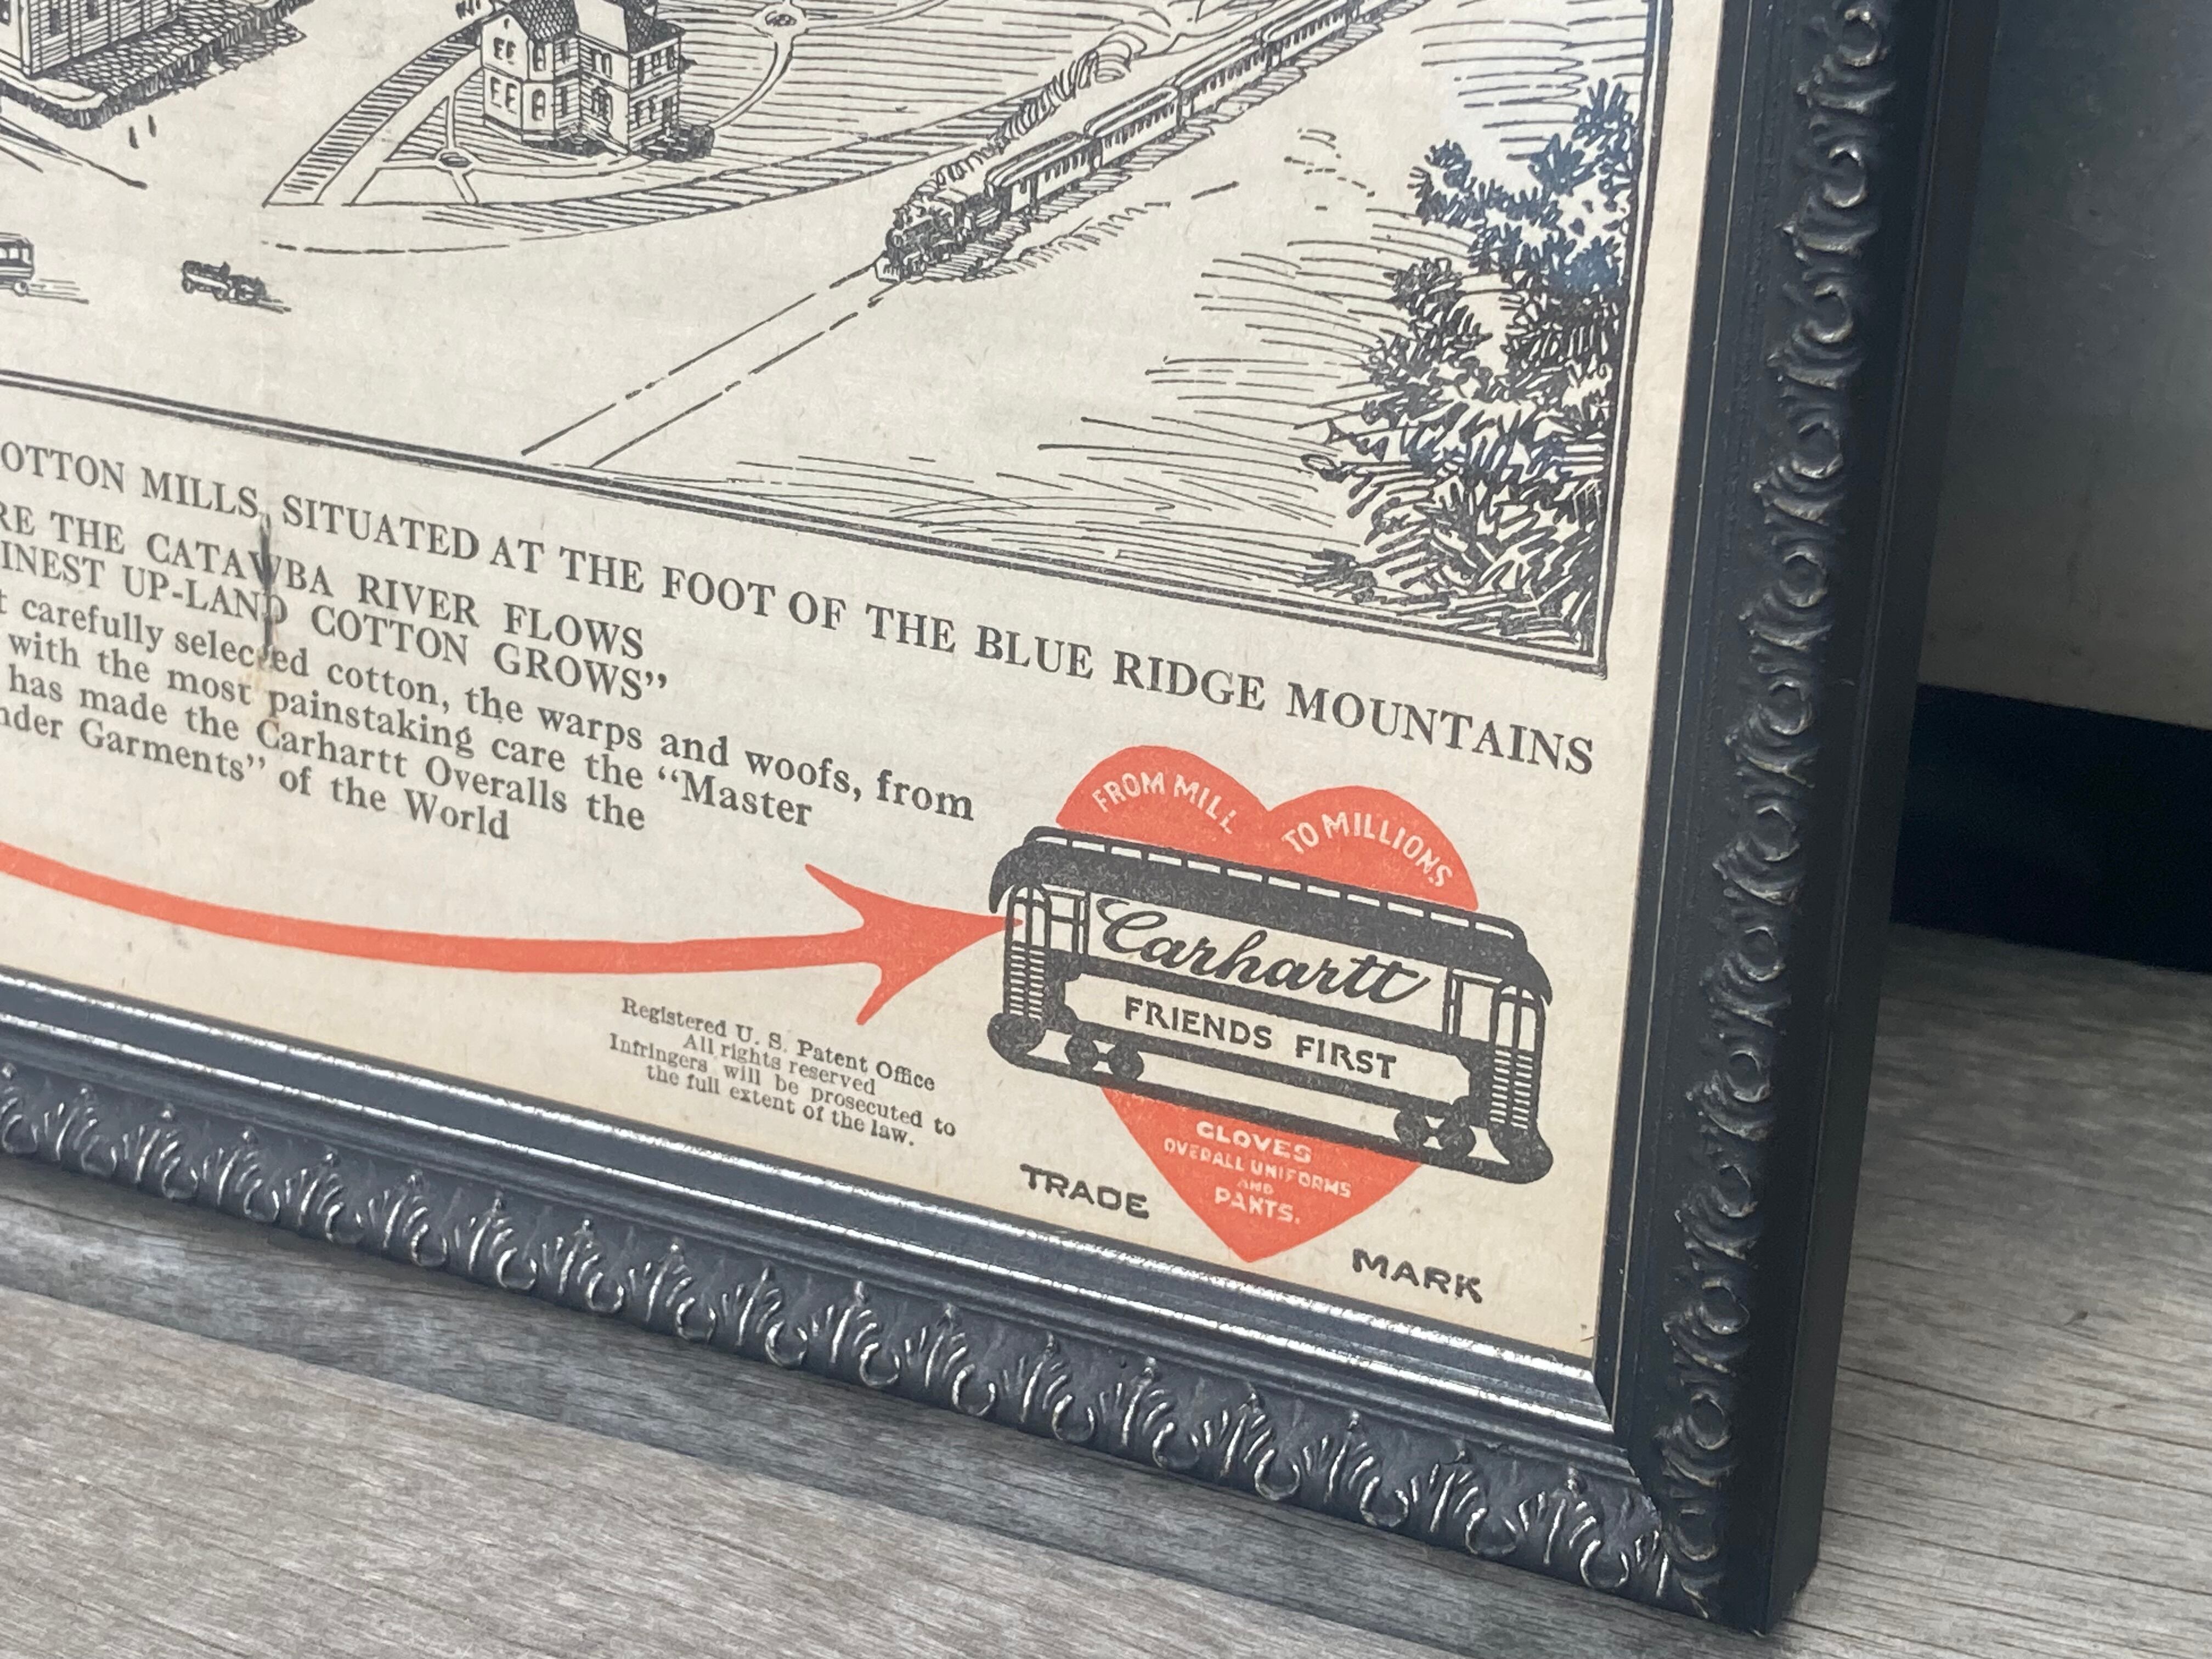 OTTON MILLS, SITUATED AT THE FOOT OF THE BLUE RIDGE MOUNTAINS
RE THE CATAWBA RIVER FLOWS
INEST UP-LAND COTTON GROWS”
t carefully selected cotton, the warps and woofs, from
with the most painstaking care the “Master
has made the Carhartt Overalls the
nder Garments” of the World
FROM MILL TO MILLIONS
Carhartt
FRIENDS FIRST
GLOVES
OVERALL UNIFORMS
AND
PANTS.
Registered U. S. Patent Office
All rights reserved
Infringers will be prosecuted to
the full extent of the law.
TRADE MARK